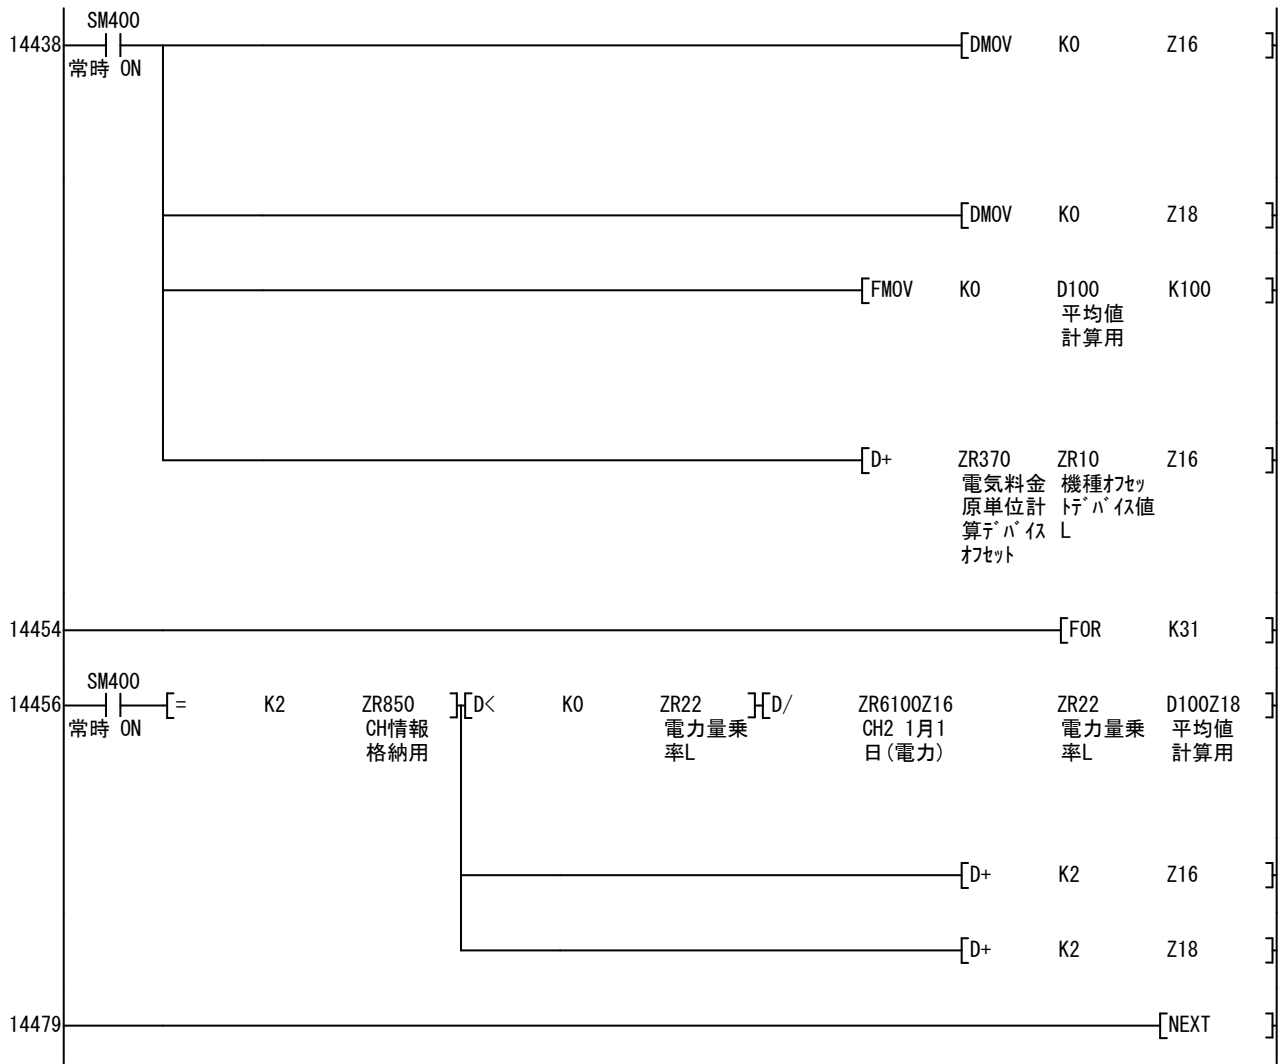 SM400
14438 [DMOV K0 Z16 ]
常時 ON
[DMOV K0 Z18 ]
[FMOV K0 D100 K100 ]
平均値
計算用
[D+ ZR370 ZR10 Z16 ]
電気料金 機種ｵﾌｾｯ
原単位計 ﾄﾃﾞﾊﾞｲｽ値
算ﾃﾞﾊﾞｲｽ L
ｵﾌｾｯﾄ
14454 [FOR K31 ]
SM400
14456 [= K2 ZR850 ][D< K0 ZR22 ][D/ ZR6100Z16 ZR22 D100Z18 ]
常時 ON CH情報 電力量乗 CH2 1月1 電力量乗 平均値
格納用 率L 日(電力) 率L 計算用
[D+ K2 Z16 ]
[D+ K2 Z18 ]
14479 [NEXT ]